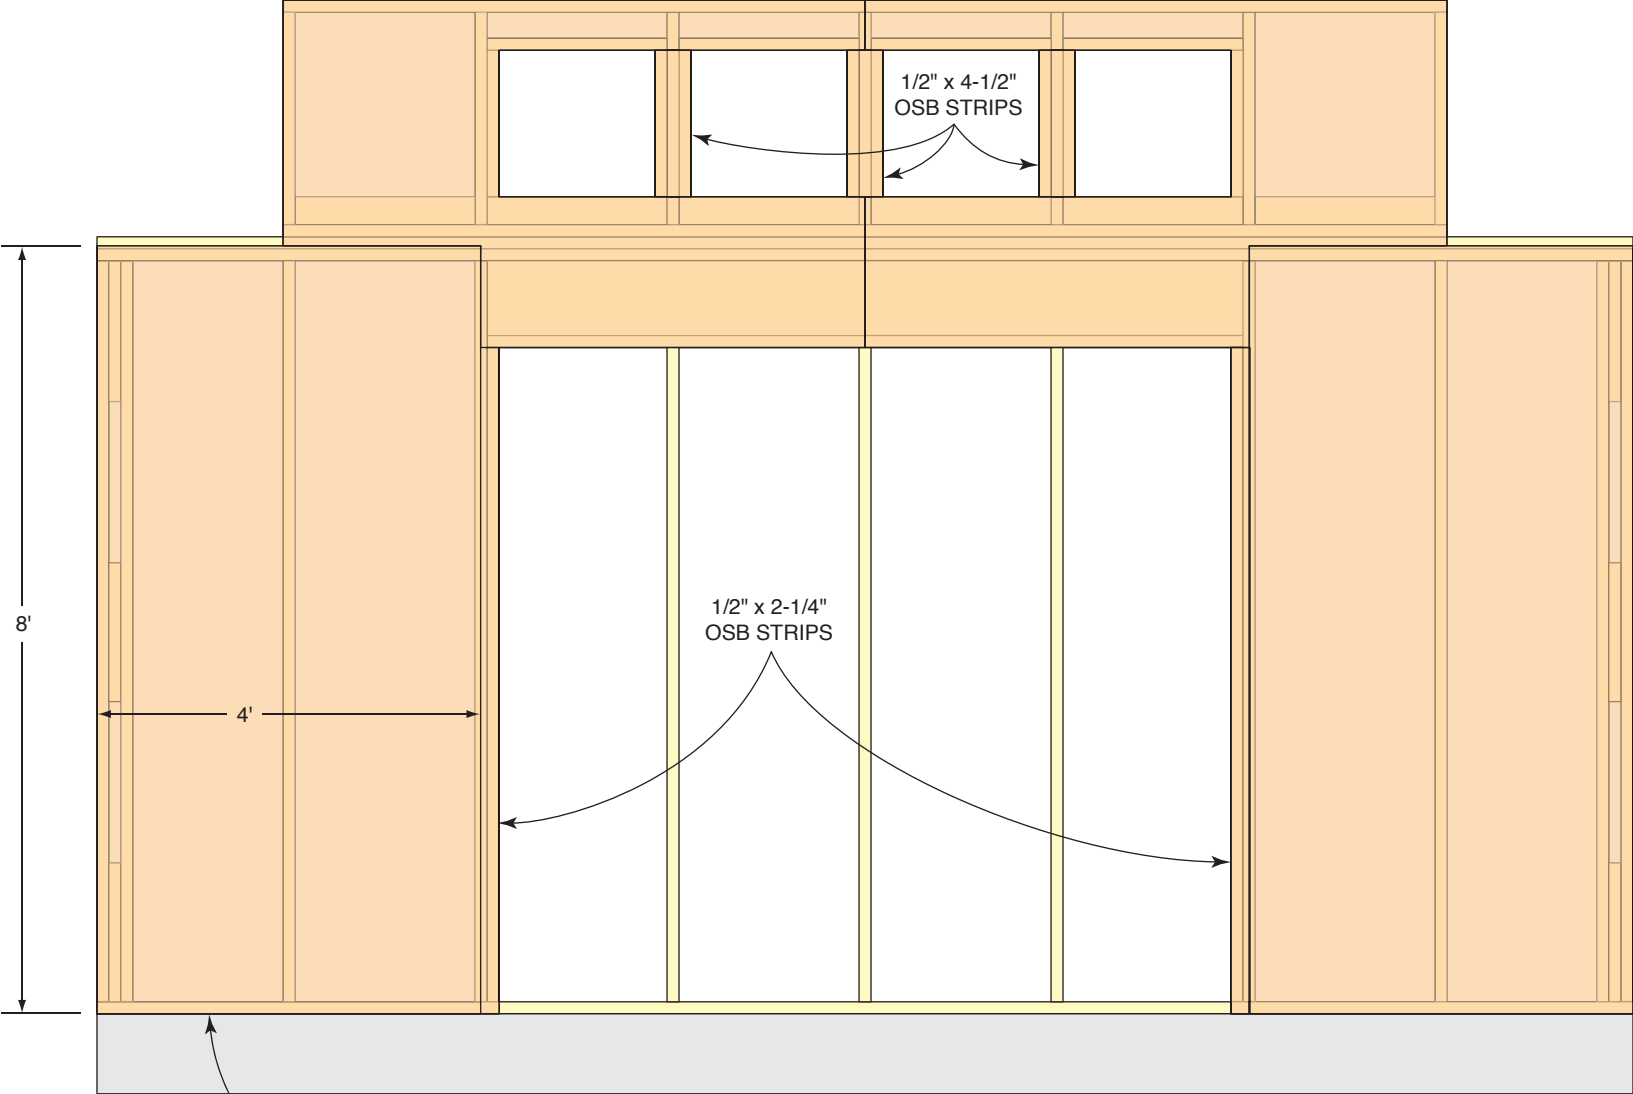 1/2" x 4-1/2"
OSB STRIPS
1/2" x 2-1/4"
OSB STRIPS
8'
4'